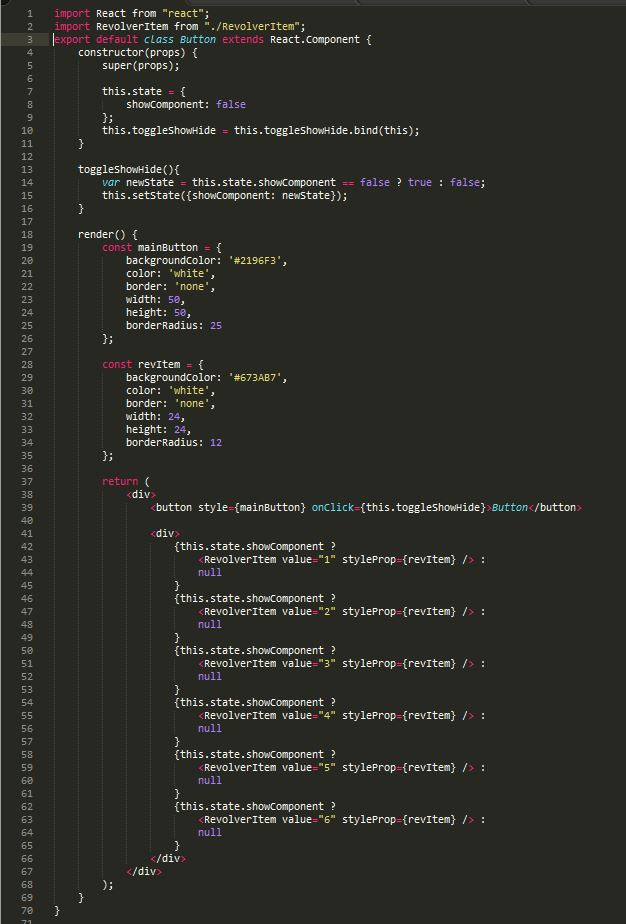 1 import React from "react";
2 import RevolverItem from "./RevolverItem";
3 export default class Button extends React.Component {
4     constructor(props) {
5         super(props);
6
7         this.state = {
8             showComponent: false
9         };
10         this.toggleShowHide = this.toggleShowHide.bind(this);
11     }
12
13     toggleShowHide(){
14         var newState = this.state.showComponent == false ? true : false;
15         this.setState({showComponent: newState});
16     }
17
18     render() {
19         const mainButton = {
20             backgroundColor: '#2196F3',
21             color: 'white',
22             border: 'none',
23             width: 50,
24             height: 50,
25             borderRadius: 25
26         };
27
28         const revItem = {
29             backgroundColor: '#673AB7',
30             color: 'white',
31             border: 'none',
32             width: 24,
33             height: 24,
34             borderRadius: 12
35         };
36
37         return (
38             <div>
39                 <button style={mainButton} onClick={this.toggleShowHide}>Button</button>
40
41                 <div>
42                     {this.state.showComponent ?
43                         <RevolverItem value="1" styleProp={revItem} /> :
44                         null
45                     }
46                     {this.state.showComponent ?
47                         <RevolverItem value="2" styleProp={revItem} /> :
48                         null
49                     }
50                     {this.state.showComponent ?
51                         <RevolverItem value="3" styleProp={revItem} /> :
52                         null
53                     }
54                     {this.state.showComponent ?
55                         <RevolverItem value="4" styleProp={revItem} /> :
56                         null
57                     }
58                     {this.state.showComponent ?
59                         <RevolverItem value="5" styleProp={revItem} /> :
60                         null
61                     }
62                     {this.state.showComponent ?
63                         <RevolverItem value="6" styleProp={revItem} /> :
64                         null
65                     }
66                 </div>
67             </div>
68         );
69     }
70 }
71